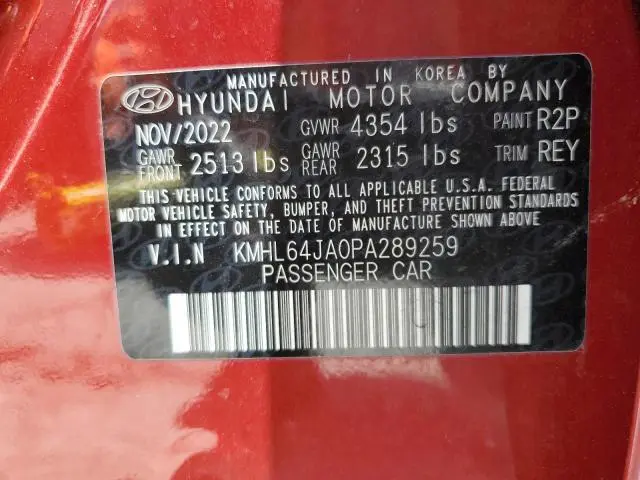 MANUFACTURED IN KOREA BY
HYUNDAI MOTOR COMPANY
NOV/2022 GVWR 4354 lbs PAINT R2P
GAWR FRONT 2513 lbs GAWR REAR 2315 lbs TRIM REY
THIS VEHICLE CONFORMS TO ALL APPLICABLE U.S.A. FEDERAL
MOTOR VEHICLE SAFETY, BUMPER, AND THEFT PREVENTION STANDARDS
IN EFFECT ON THE DATE OF MANUFACTURE SHOWN ABOVE.
V.I.N KMHL64JA0PA289259
PASSENGER CAR